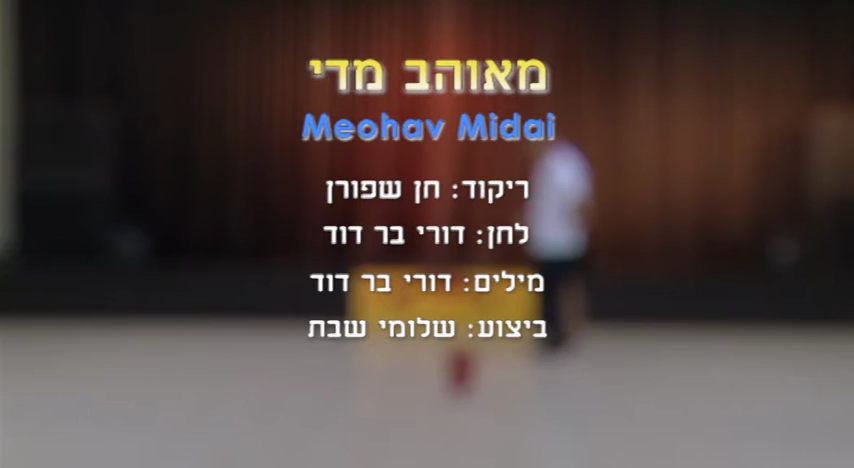 מאוהב מדי
Meohav Midai
ריקוד: חן שפורן
לחן: דורי בר דוד
מילים: דורי בר דוד
ביצוע: שלומי שבת